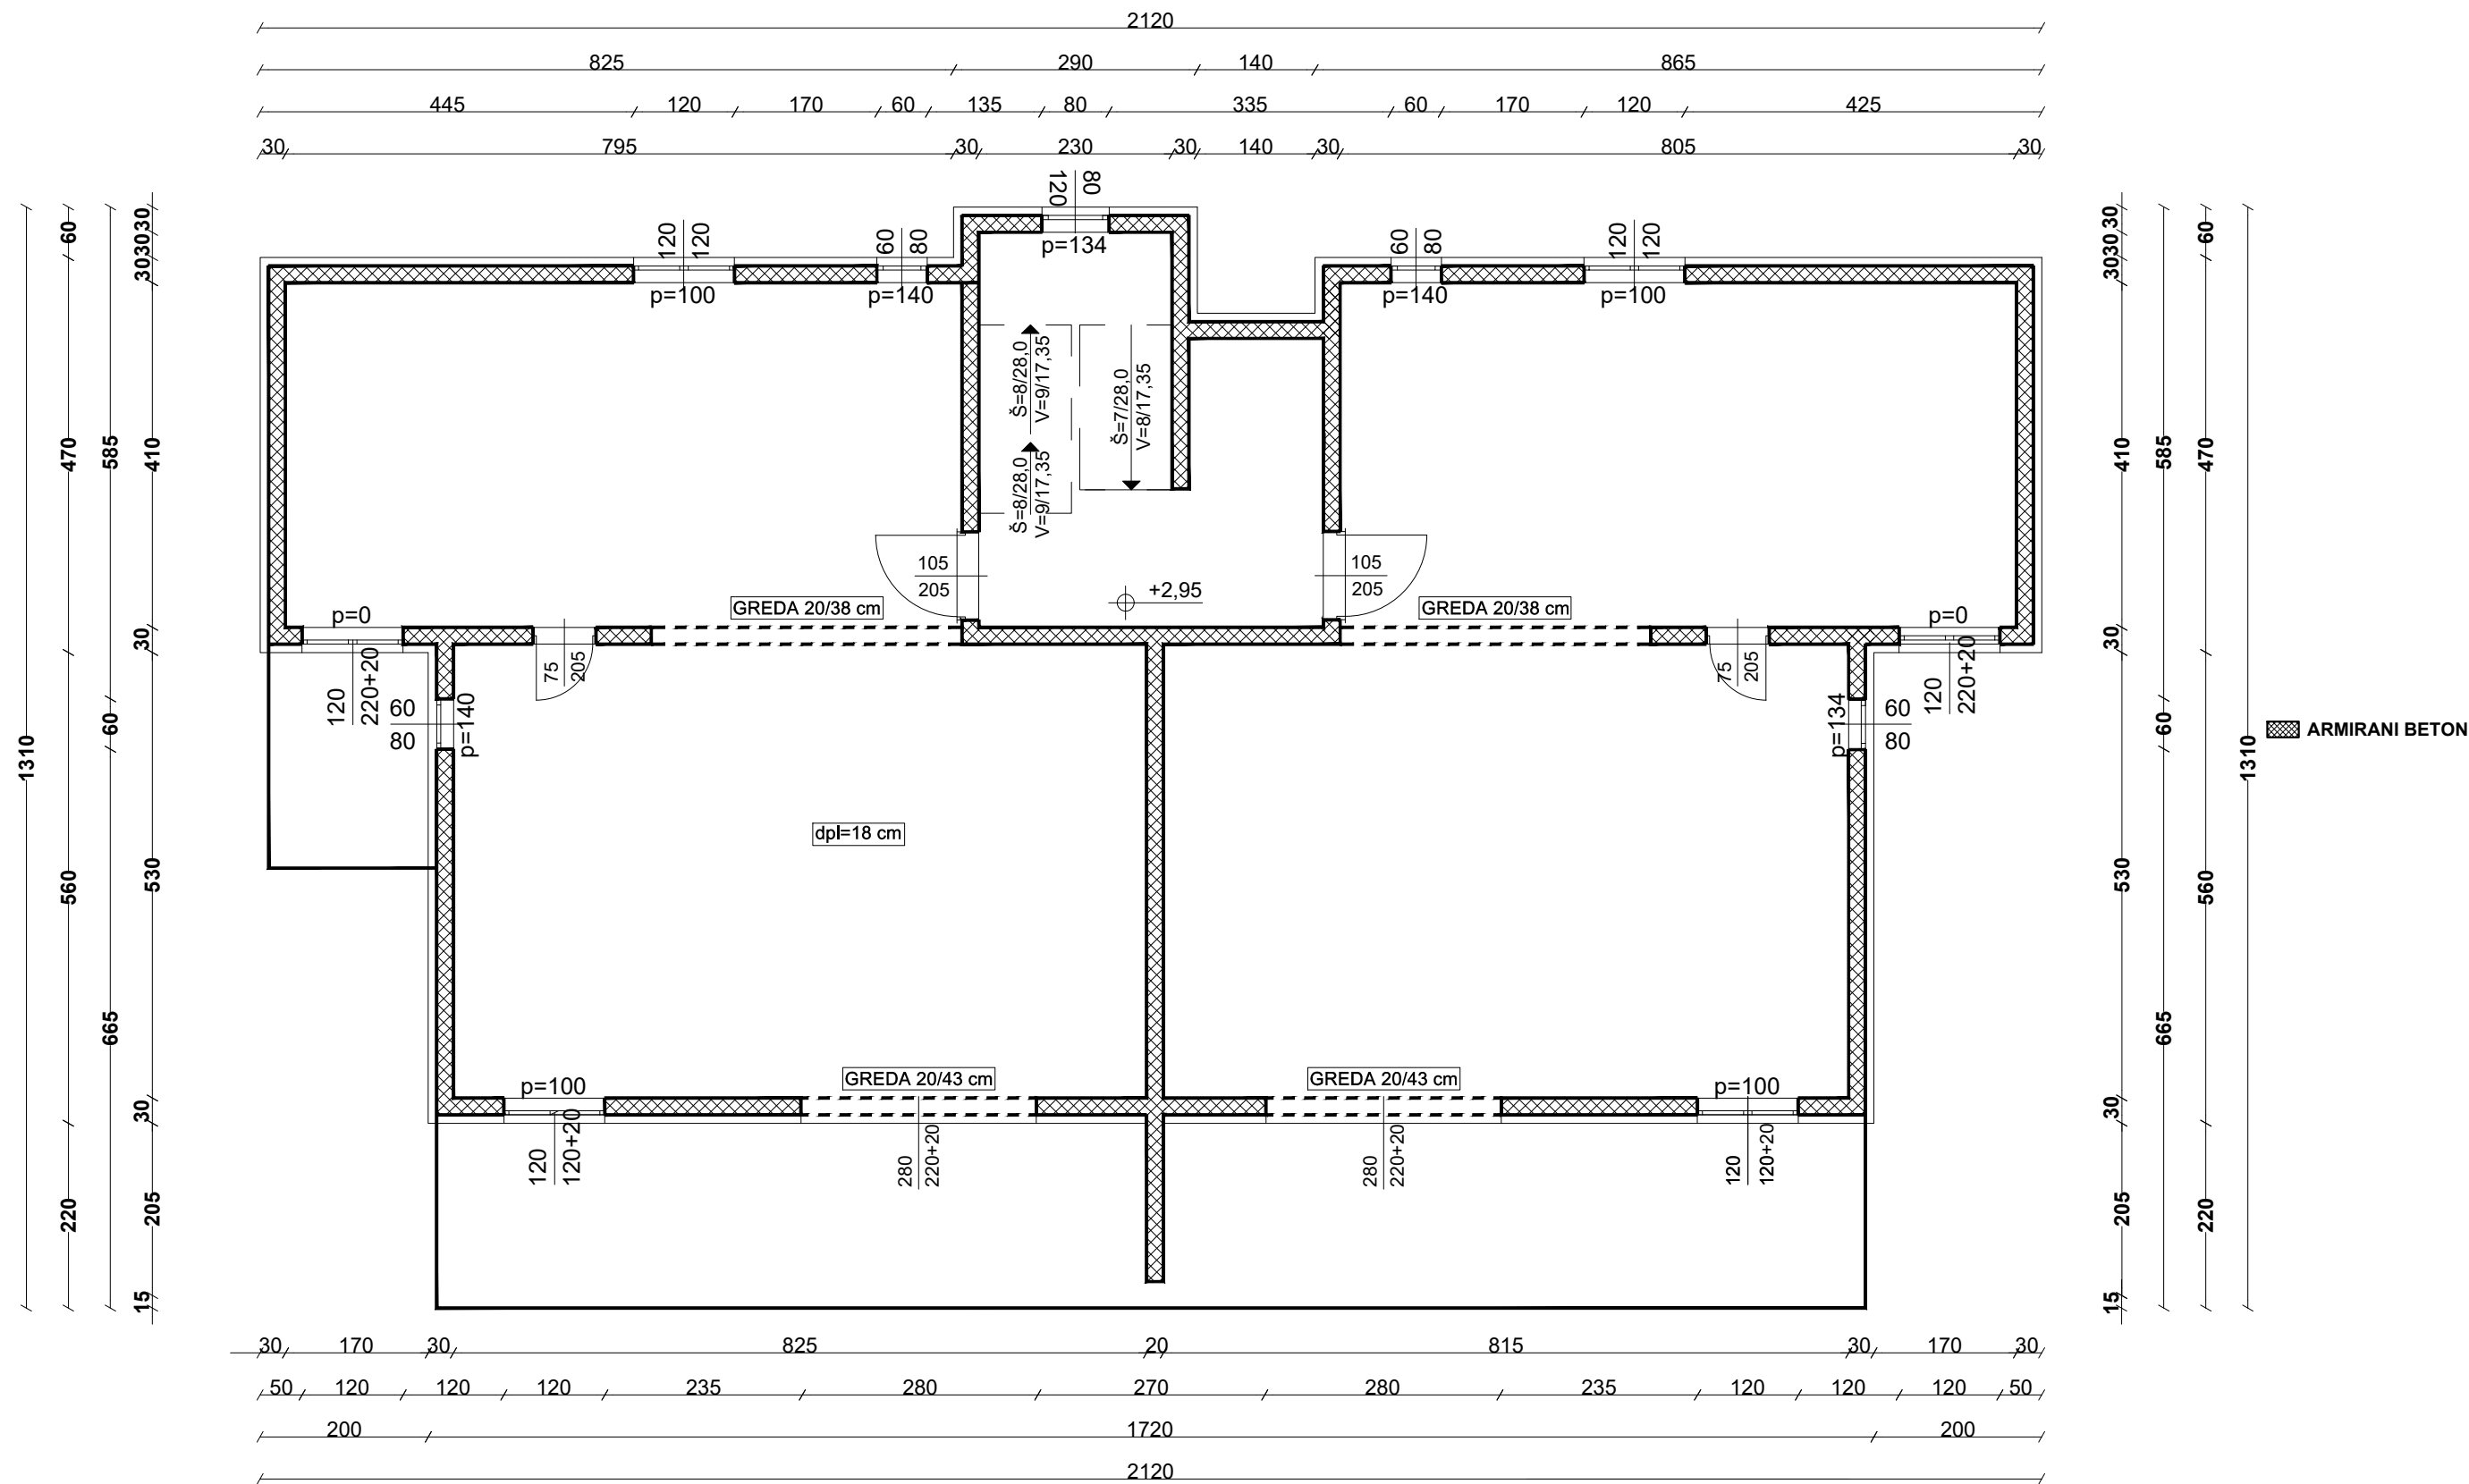 2120
825 290 140 865
445 120 170 60 135 80 335 60 170 120 425
30 795 30 230 30 140 30 805 30
120 80
p=134
120 120
p=100
60 80
p=140
60 80
p=140
120 120
p=100
Š=8/28,0
V=9/17,35
Š=7/28,0
V=8/17,35
Š=8/28,0
V=9/17,35
105
205
105
205
+2,95
GREDA 20/38 cm
GREDA 20/38 cm
p=0
p=0
75
205
75
205
120
220+20
120
220+20
60
80
p=140
p=134
60
80
dpl=18 cm
ARMIRANI BETON
GREDA 20/43 cm
GREDA 20/43 cm
p=100
p=100
120
120+20
280
220+20
280
220+20
120
120+20
1310
60 470 560 220
585 60 665
30 30 30 410 30 530 30 205 15
30 30 30 410 30 530 30 205 15
585 60 665
60 470 560 220
1310
30 170 30 825 20 815 30 170 30
50 120 120 120 235 280 270 280 235 120 120 120 50
200 1720 200
2120